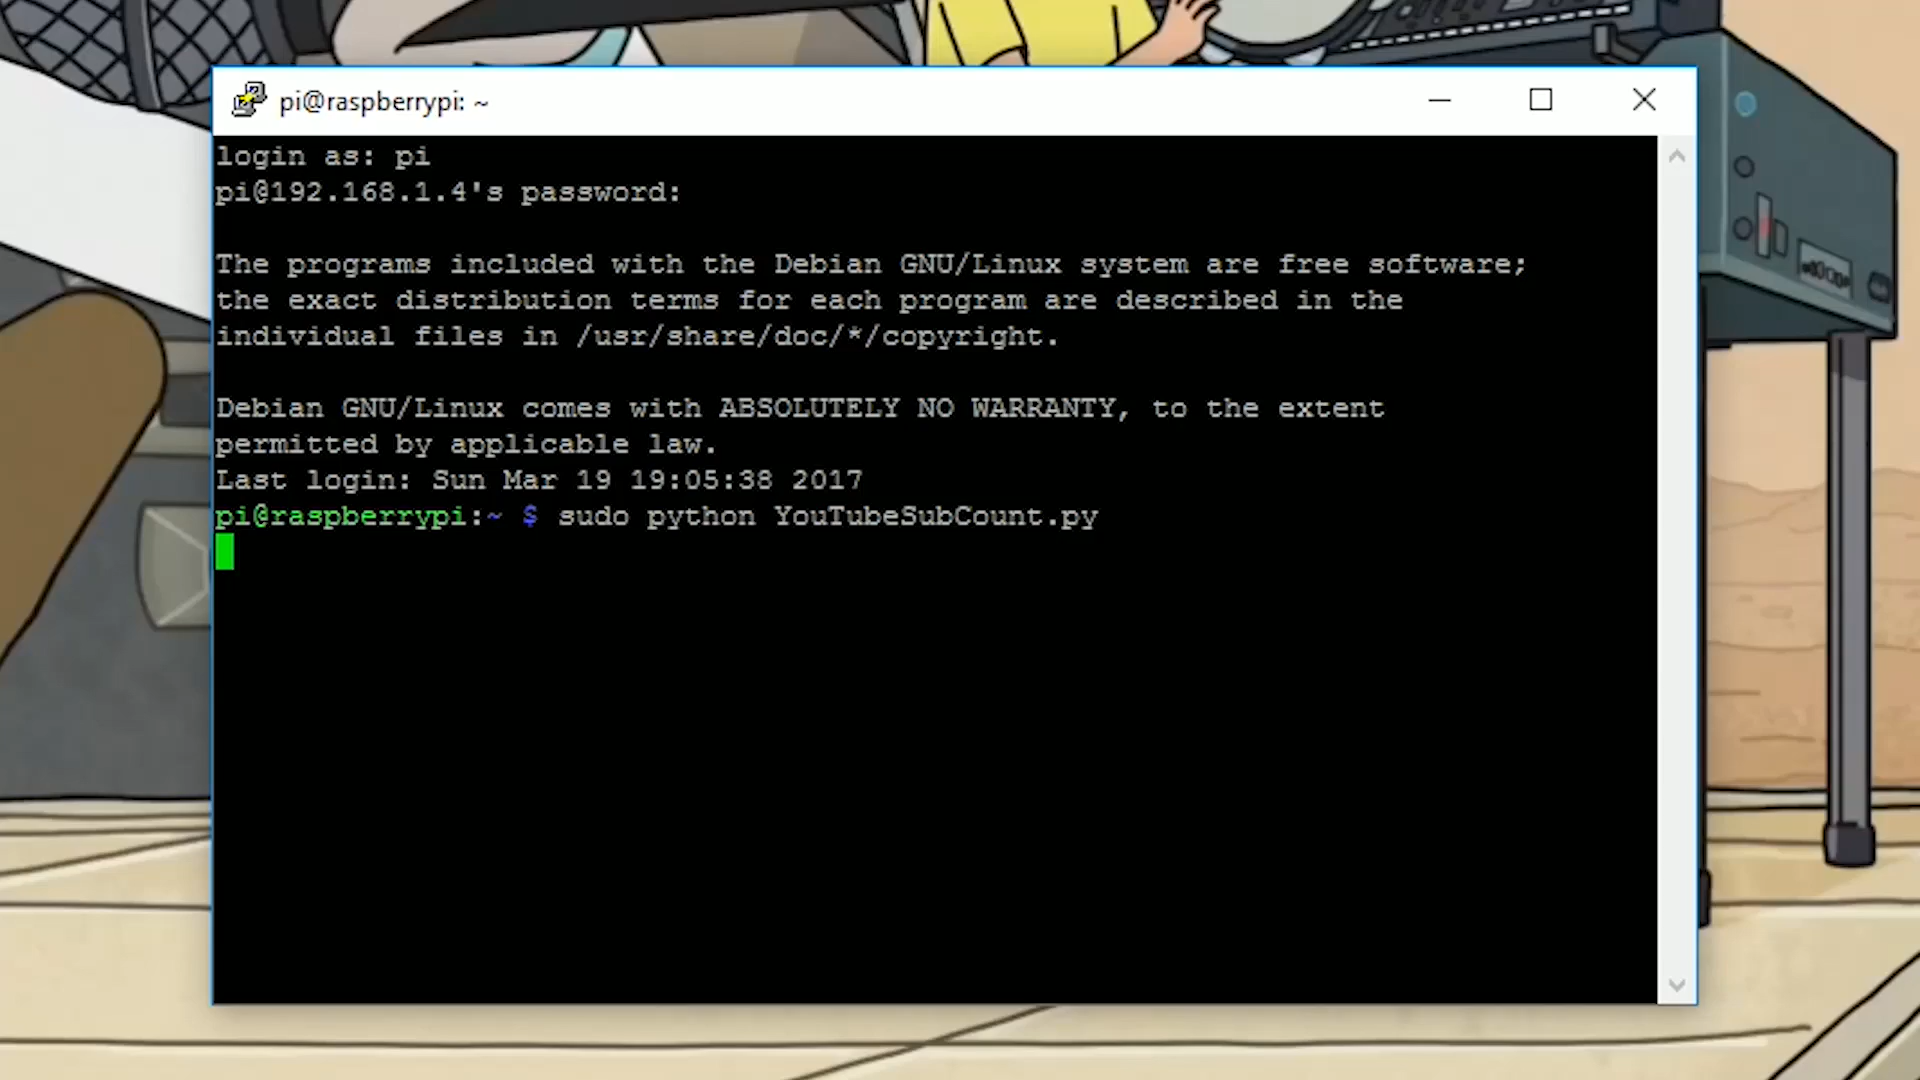 pi@raspberrypi: ~
login as: pi
pi@192.168.1.4's password:
The programs included with the Debian GNU/Linux system are free software;
the exact distribution terms for each program are described in the
individual files in /usr/share/doc/*/copyright.
Debian GNU/Linux comes with ABSOLUTELY NO WARRANTY, to the extent
permitted by applicable law.
Last login: Sun Mar 19 19:05:38 2017
pi@raspberrypi:~ $ sudo python YouTubeSubCount.py